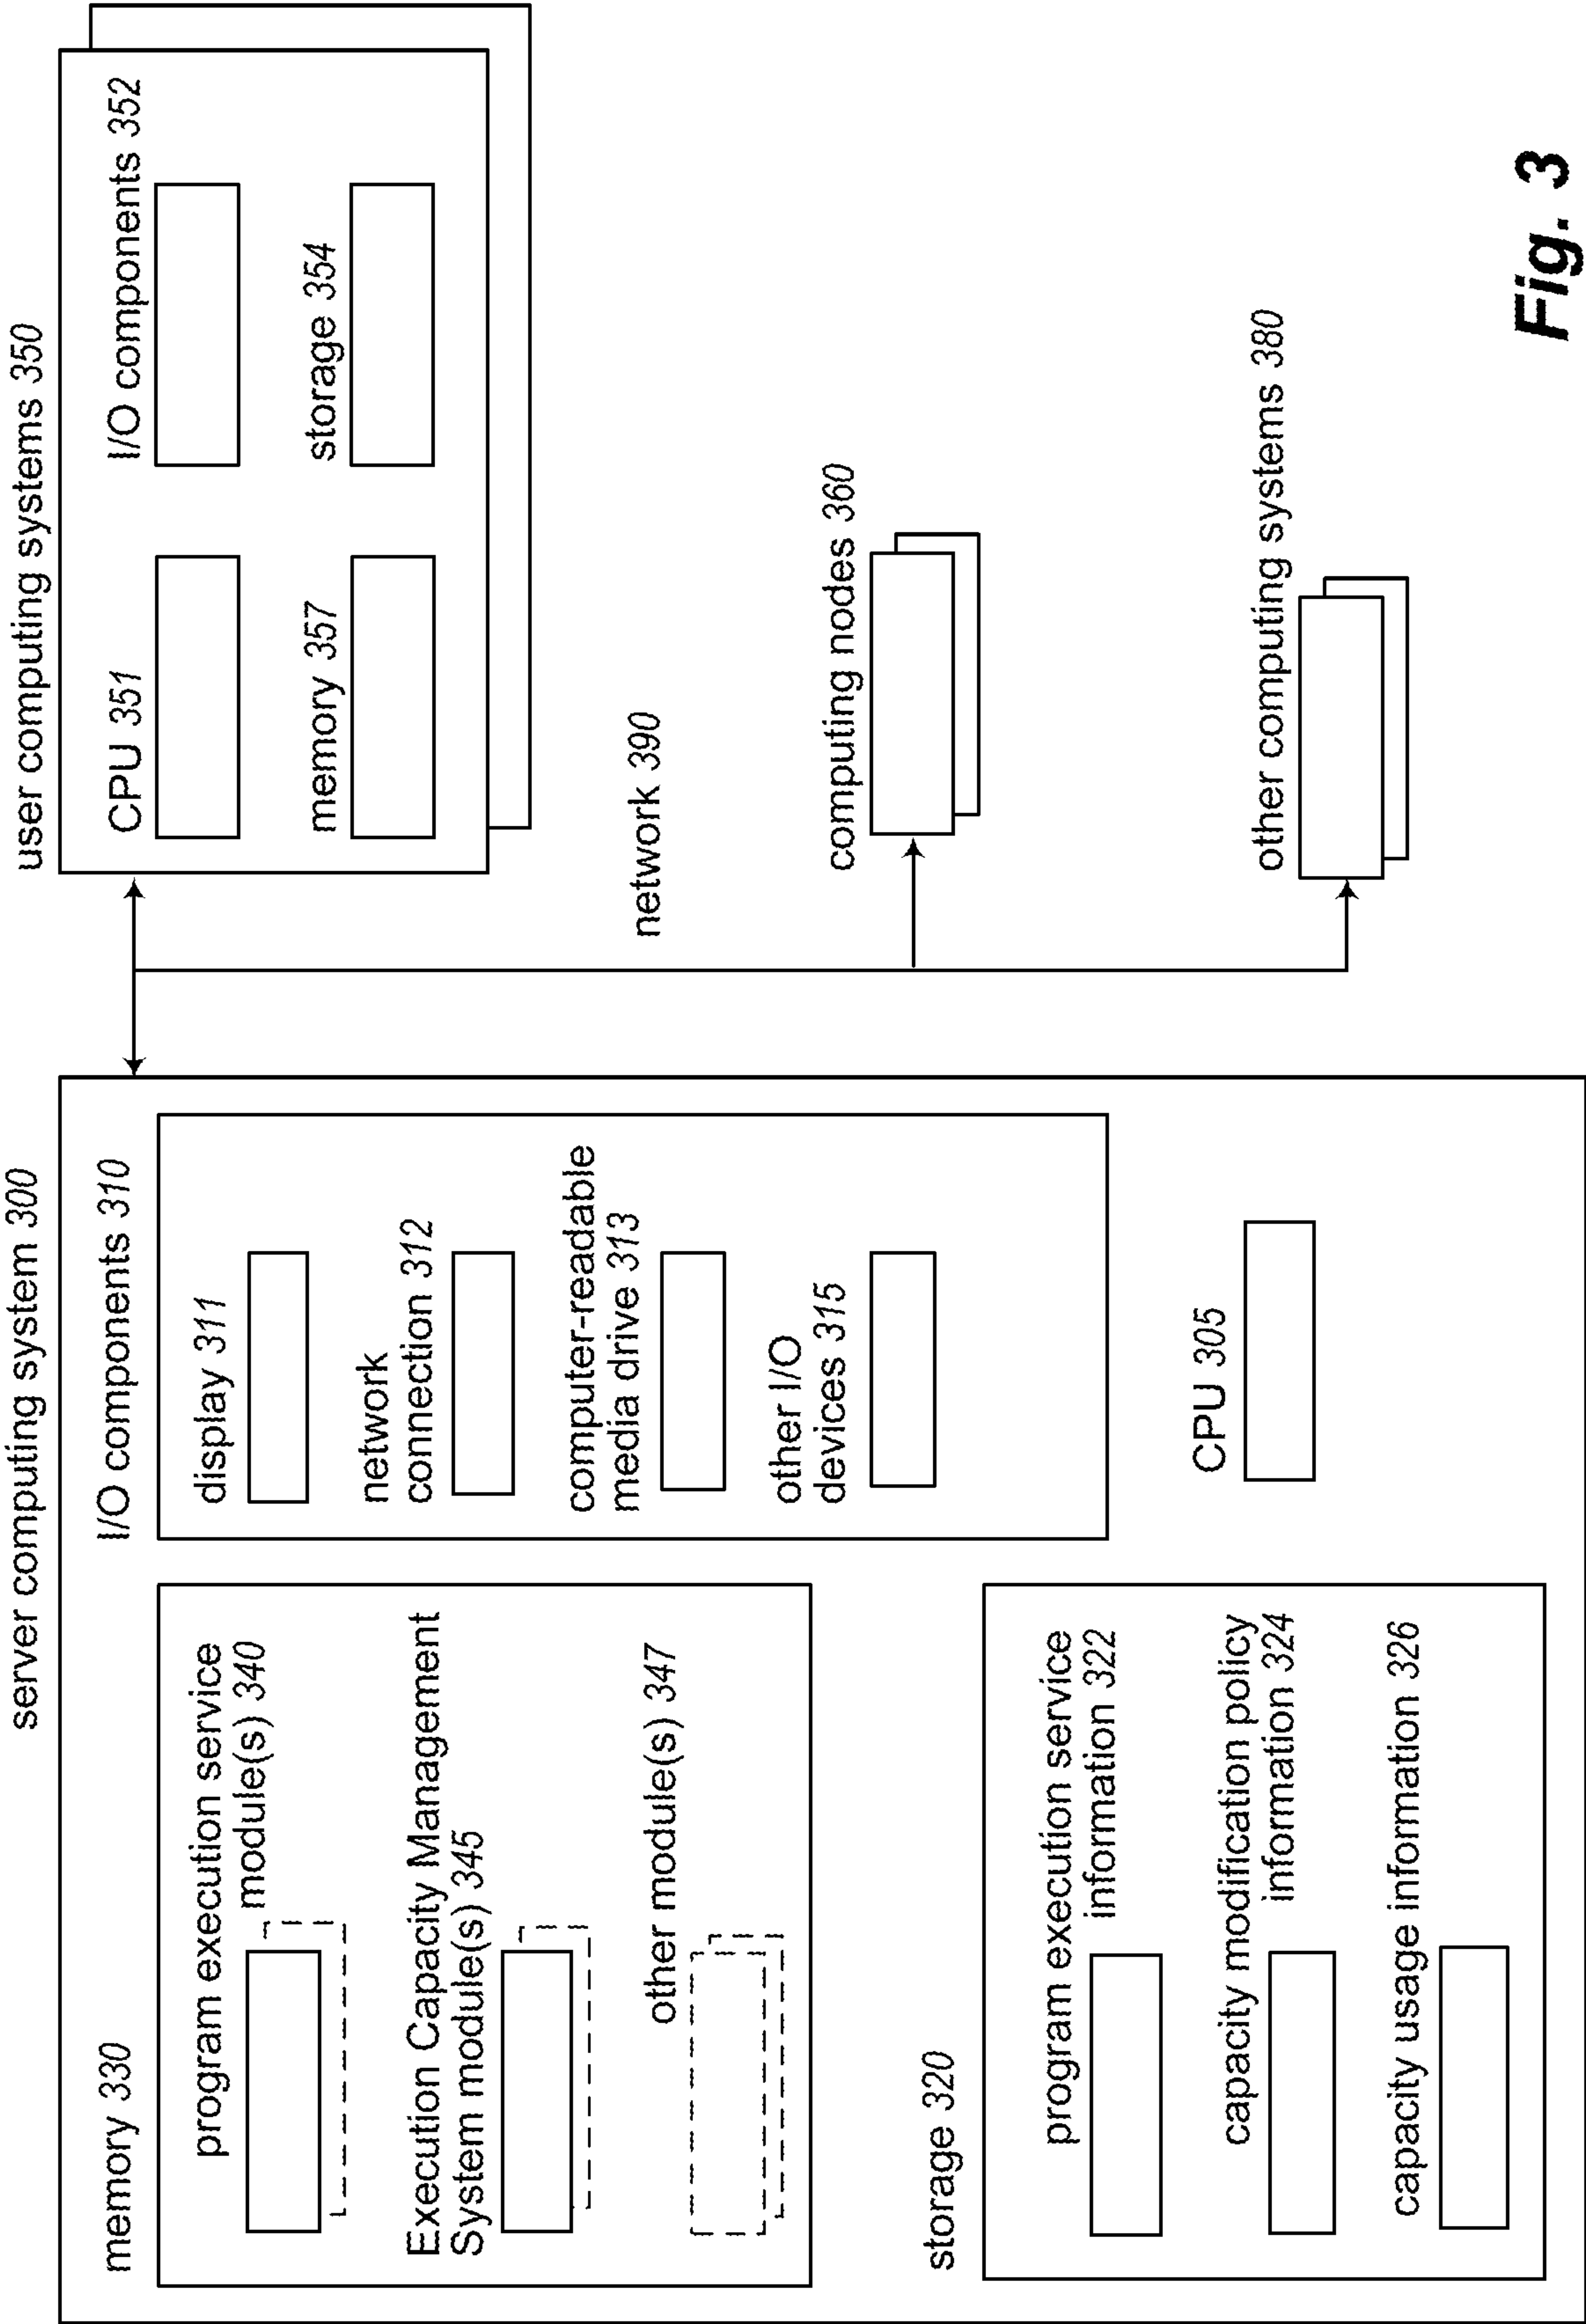 server computing system 300
memory 330
program execution service
module(s) 340
Execution Capacity Management
System module(s) 345
other module(s) 347
I/O components 310
display 311
network
connection 312
computer-readable
media drive 313
other I/O
devices 315
storage 320
program execution service
information 322
capacity modification policy
information 324
capacity usage information 326
CPU 305
user computing systems 350
CPU 351
I/O components 352
memory 357
storage 354
network 390
computing nodes 360
other computing systems 380
Fig. 3